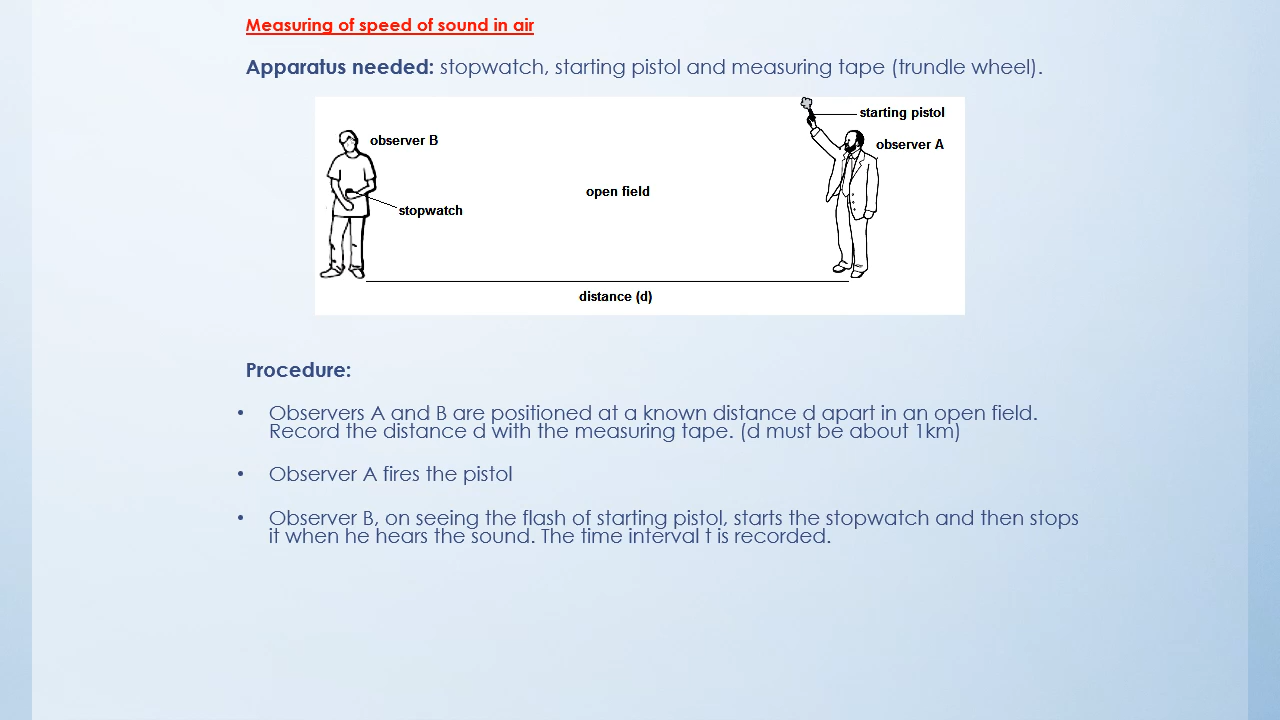 Measuring of speed of sound in air
Apparatus needed: stopwatch, starting pistol and measuring tape (trundle wheel).
starting pistol
observer B
observer A
open field
stopwatch
distance (d)
Procedure:
• Observers A and B are positioned at a known distance d apart in an open field.
Record the distance d with the measuring tape. (d must be about 1km)
• Observer A fires the pistol
• Observer B, on seeing the flash of starting pistol, starts the stopwatch and then stops
it when he hears the sound. The time interval t is recorded.